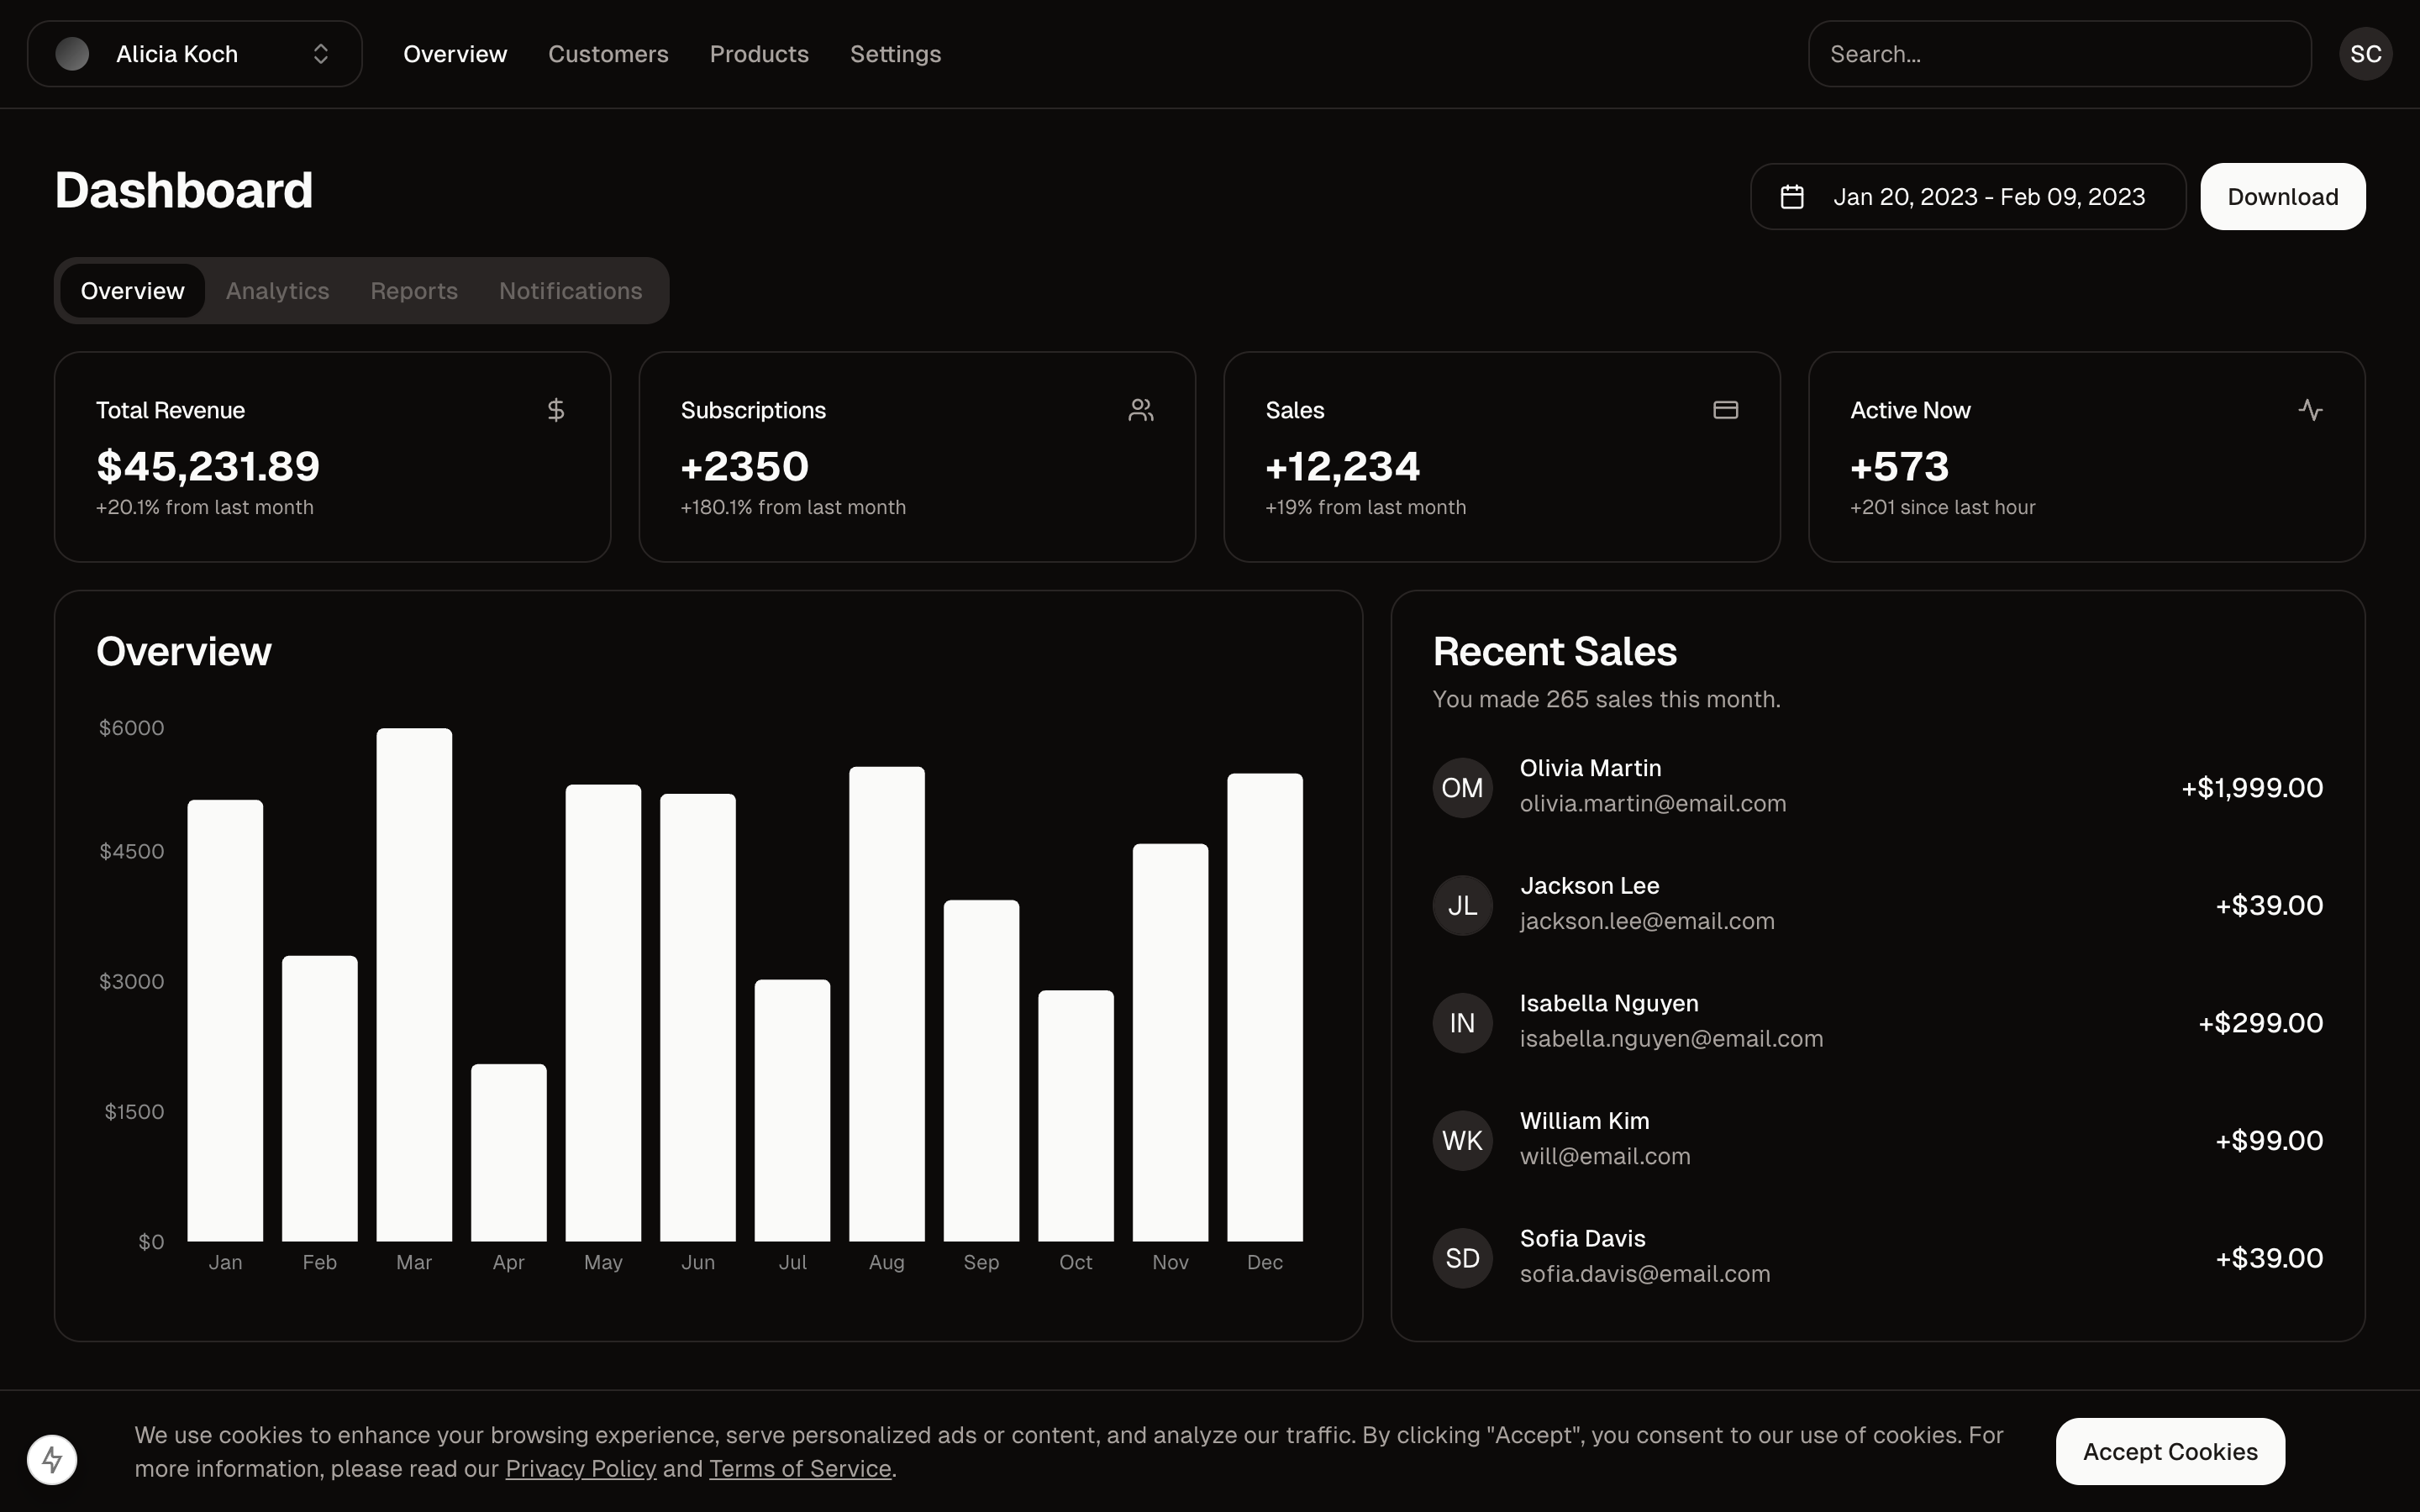 Alicia Koch
Overview
Customers
Products
Settings
Search...
SC
Dashboard
Jan 20, 2023 - Feb 09, 2023
Download
Overview
Analytics
Reports
Notifications
Total Revenue
$45,231.89
+20.1% from last month
Subscriptions
+2350
+180.1% from last month
Sales
+12,234
+19% from last month
Active Now
+573
+201 since last hour
Overview
$6000
$4500
$3000
$1500
$0
Jan
Feb
Mar
Apr
May
Jun
Jul
Aug
Sep
Oct
Nov
Dec
Recent Sales
You made 265 sales this month.
OM
Olivia Martin
olivia.martin@email.com
+$1,999.00
JL
Jackson Lee
jackson.lee@email.com
+$39.00
IN
Isabella Nguyen
isabella.nguyen@email.com
+$299.00
WK
William Kim
will@email.com
+$99.00
SD
Sofia Davis
sofia.davis@email.com
+$39.00
We use cookies to enhance your browsing experience, serve personalized ads or content, and analyze our traffic. By clicking "Accept", you consent to our use of cookies. For
more information, please read our Privacy Policy and Terms of Service.
Accept Cookies